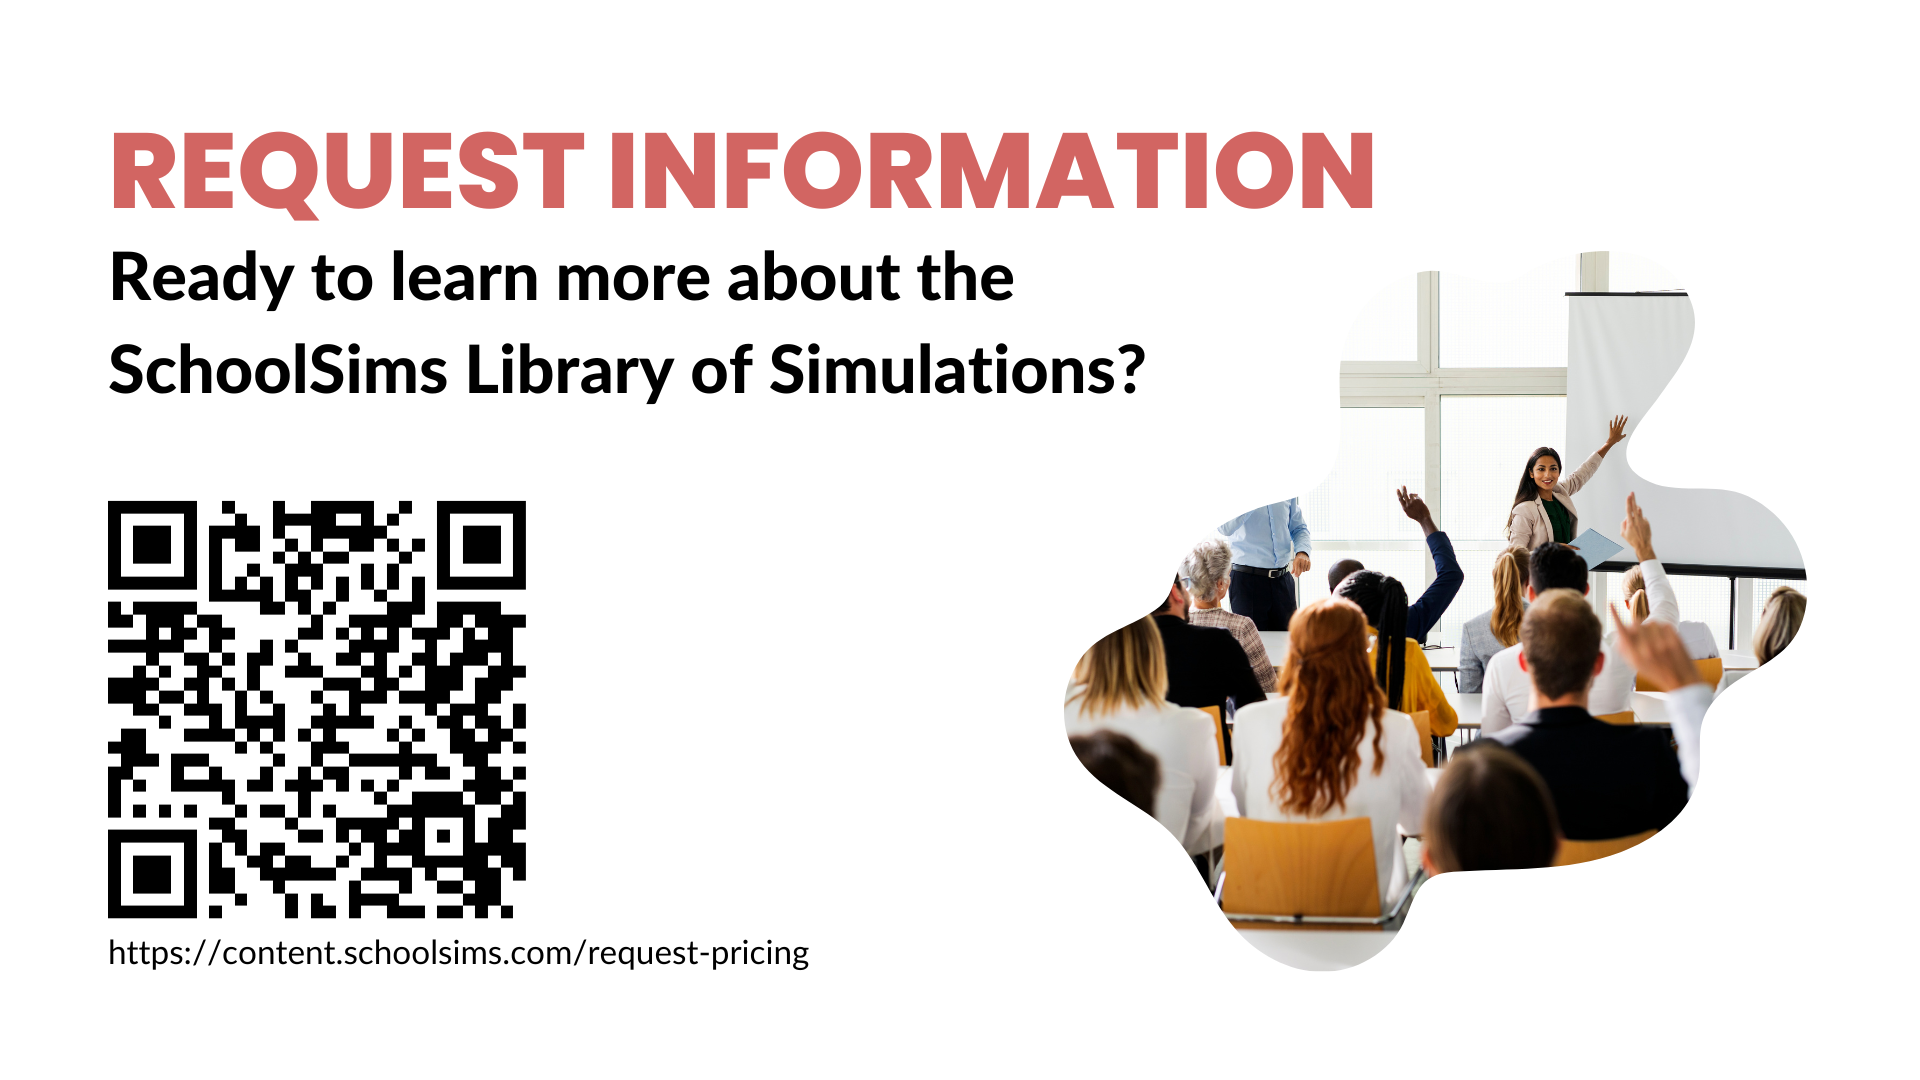 REQUEST INFORMATION
Ready to learn more about the
SchoolSims Library of Simulations?
https://content.schoolsims.com/request-pricing